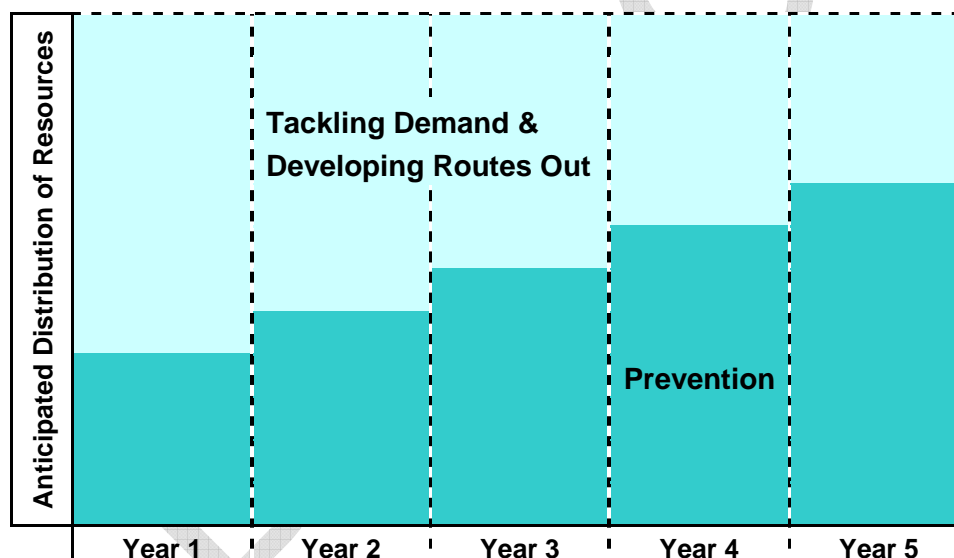 Anticipated Distribution of Resources
Tackling Demand &
Developing Routes Out
Prevention
Year 1
Year 2
Year 3
Year 4
Year 5